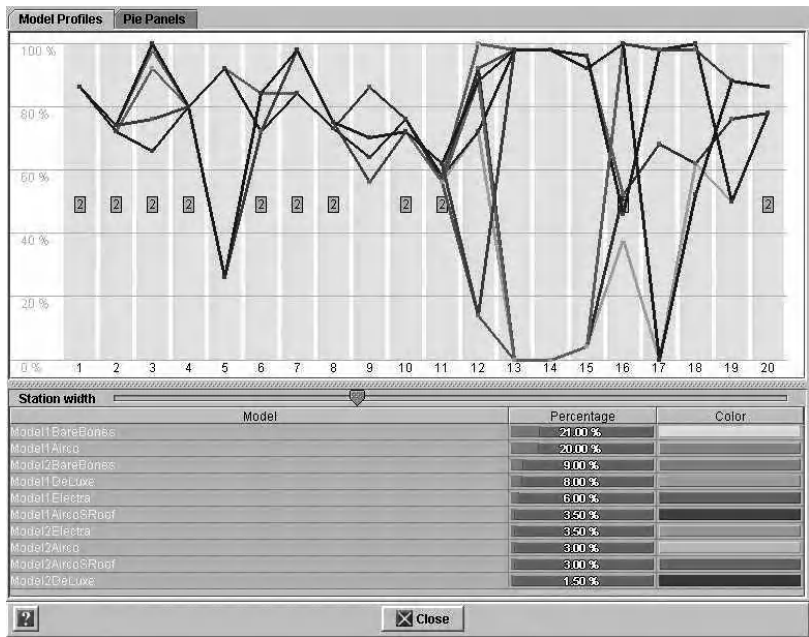 Model Profiles Pie Panels
100 %
80 %
60 %
2 2 2 2 2 2 2 2 2 2 2
40 %
20 %
0 %
1 2 3 4 5 6 7 8 9 10 11 12 13 14 15 16 17 18 19 20
Station width
Model Percentage Color
Model1BareBones 21.00 %
Model1Airco 20.00 %
Model2BareBones 9.00 %
Model1DeLuxe 8.00 %
Model1Electra 6.00 %
Model1AircoSRoof 3.50 %
Model2Electra 3.50 %
Model2Airco 3.00 %
Model2AircoSRoof 3.00 %
Model2DeLuxe 1.50 %
? Close